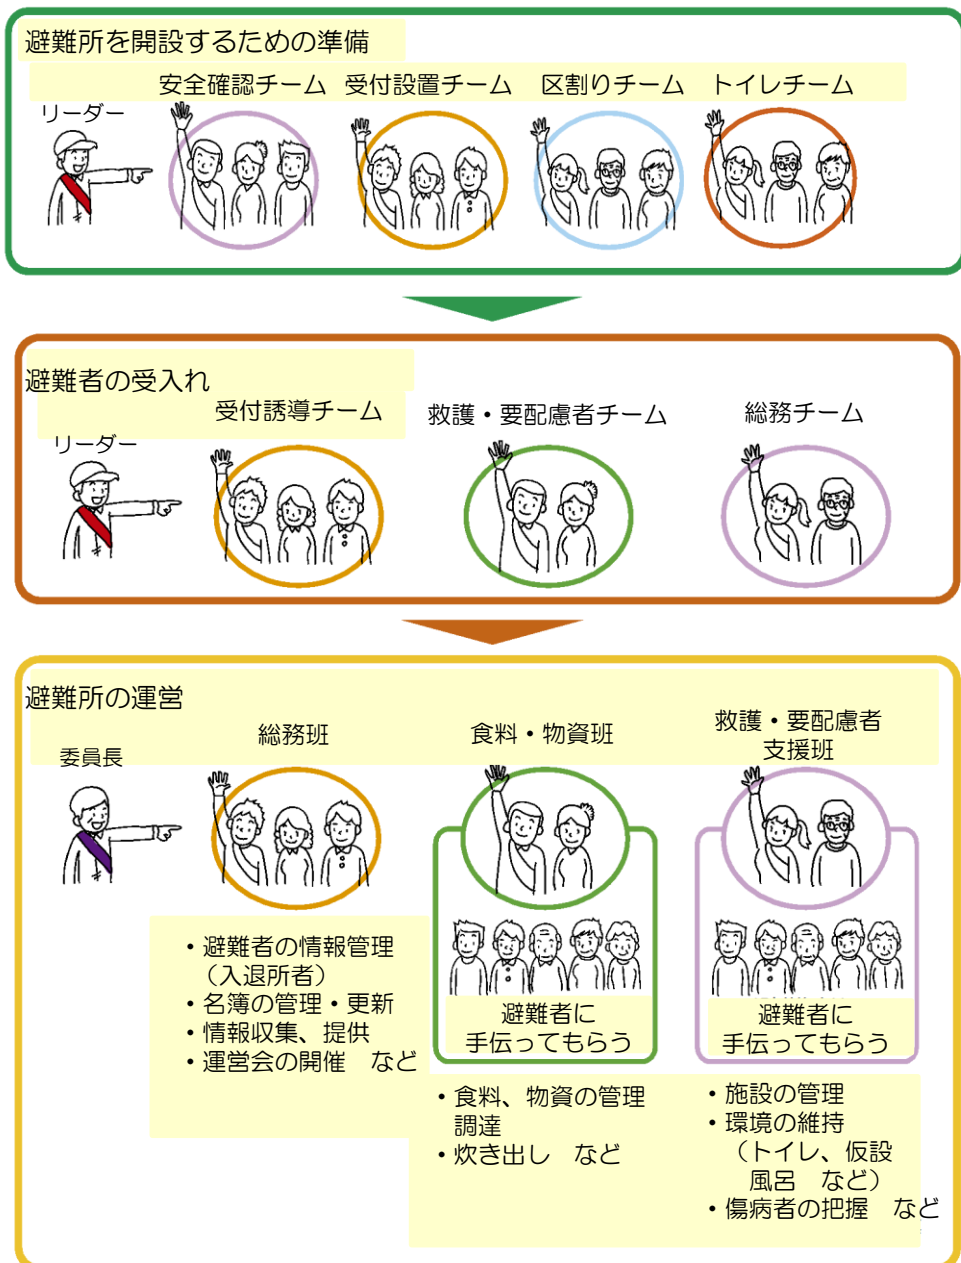 避難所を開設するための準備
安全確認チーム 受付設置チーム 区割りチーム トイレチーム
リーダー
避難者の受入れ
受付誘導チーム 救護・要配慮者チーム 総務チーム
リーダー
避難所の運営
総務班 食料・物資班 救護・要配慮者
支援班
委員長
・避難者の情報管理
（入退所者）
・名簿の管理・更新
・情報収集、提供
・運営会の開催　など
避難者に
手伝ってもらう
・食料、物資の管理
調達
・炊き出し　など
避難者に
手伝ってもらう
・施設の管理
・環境の維持
（トイレ、仮設
風呂　など）
・傷病者の把握　など